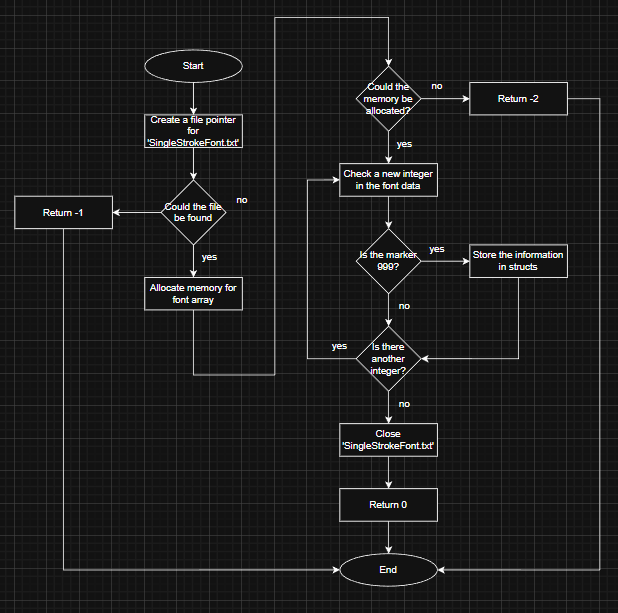 Start
Create a file pointer
for
'SingleStrokeFont.txt'
Could the file
be found
no
Return -1
yes
Allocate memory for
font array
Could the
memory be
allocated?
no
Return -2
yes
Check a new integer
in the font data
Is the marker
999?
yes
Store the information
in structs
no
Is there
another
integer?
yes
no
Close
'SingleStrokeFont.txt'
Return 0
End